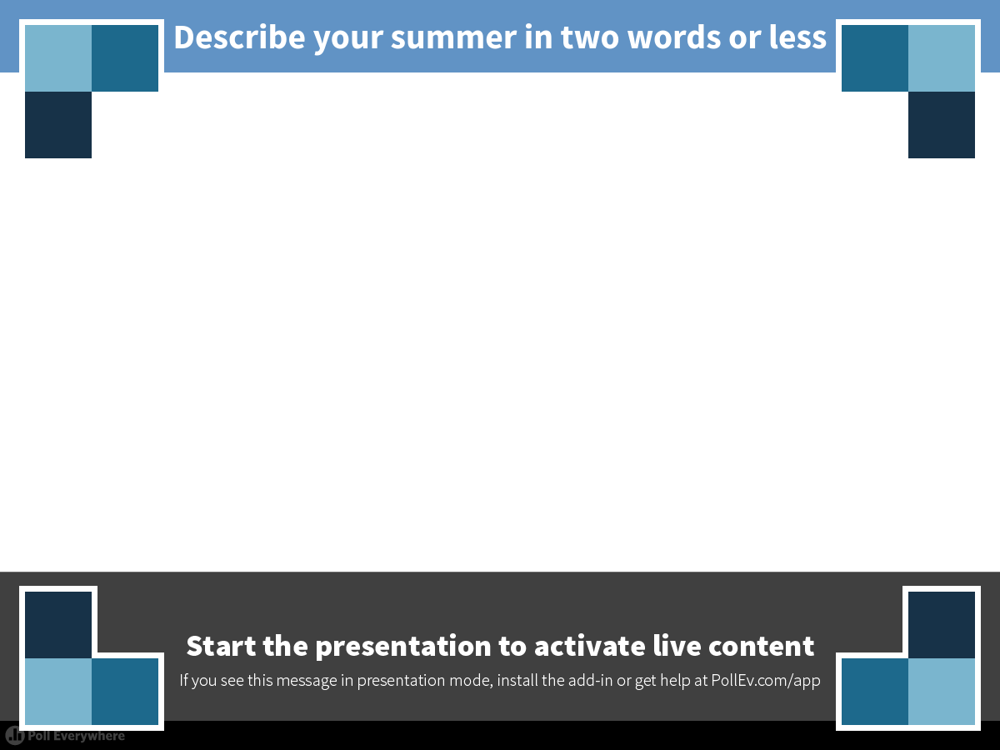 Describe your summer in two words or less
Start the presentation to activate live content
If you see this message in presentation mode, install the add-in or get help at PollEv.com/app
Poll Everywhere